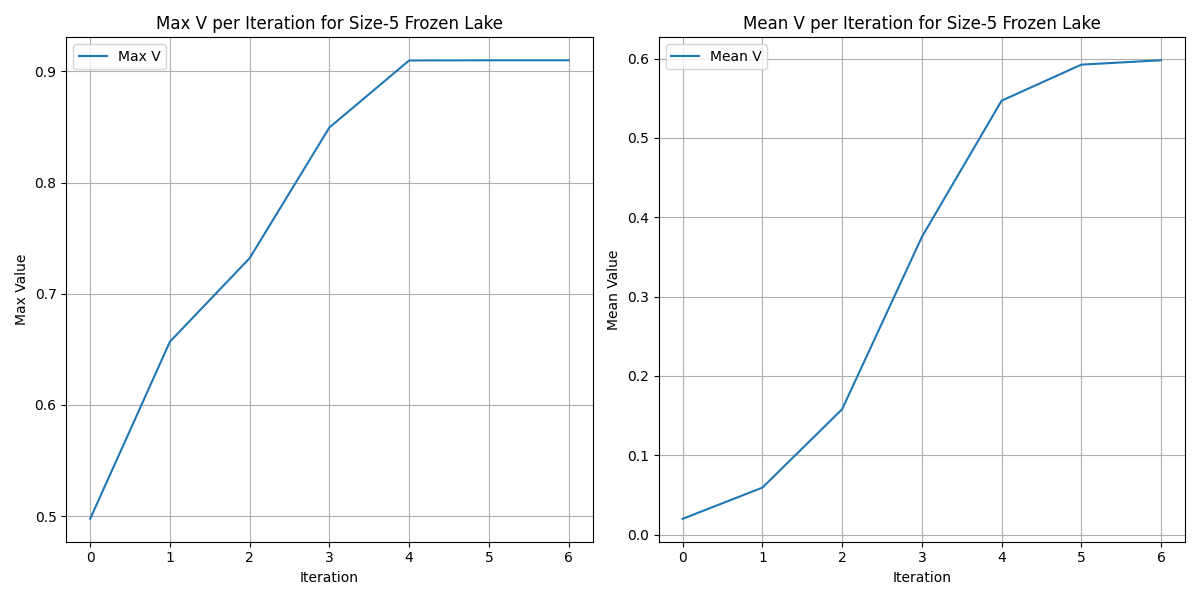 Max V per Iteration for Size-5 Frozen Lake
Max V
Max Value
0.9
0.8
0.7
0.6
0.5
0 1 2 3 4 5 6
Iteration
Mean V per Iteration for Size-5 Frozen Lake
Mean V
Mean Value
0.6
0.5
0.4
0.3
0.2
0.1
0.0
0 1 2 3 4 5 6
Iteration